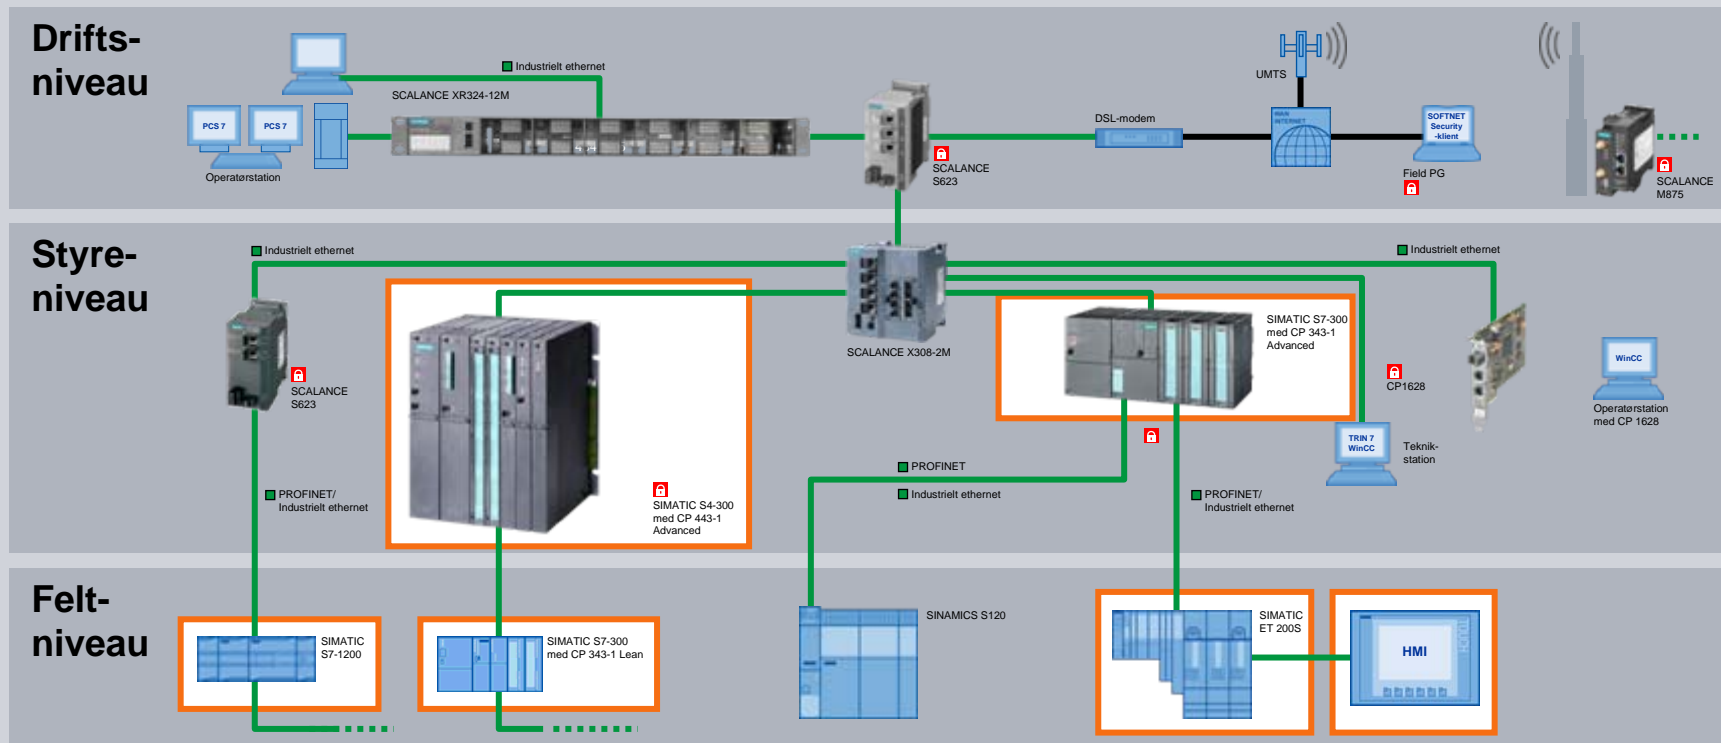 Drifts-
niveau
Industrielt ethernet
SCALANCE XR324-12M
PCS 7
PCS 7
Operatørstation
SCALANCE
S623
DSL-modem
UMTS
WAN
INTERNET
SOFTNET
Security
-klient
Field PG
SCALANCE
M875
Styre-
niveau
Industrielt ethernet
SCALANCE
S623
PROFINET/
Industrielt ethernet
SIMATIC S4-300
med CP 443-1
Advanced
SCALANCE X308-2M
SIMATIC S7-300
med CP 343-1
Advanced
Industrielt ethernet
CP1628
WinCC
Operatørstation
med CP 1628
TRIN 7
WinCC
Teknik-
station
PROFINET
Industrielt ethernet
PROFINET/
Industrielt ethernet
Felt-
niveau
SIMATIC
S7-1200
SIMATIC S7-300
med CP 343-1 Lean
SINAMICS S120
SIMATIC
ET 200S
HMI